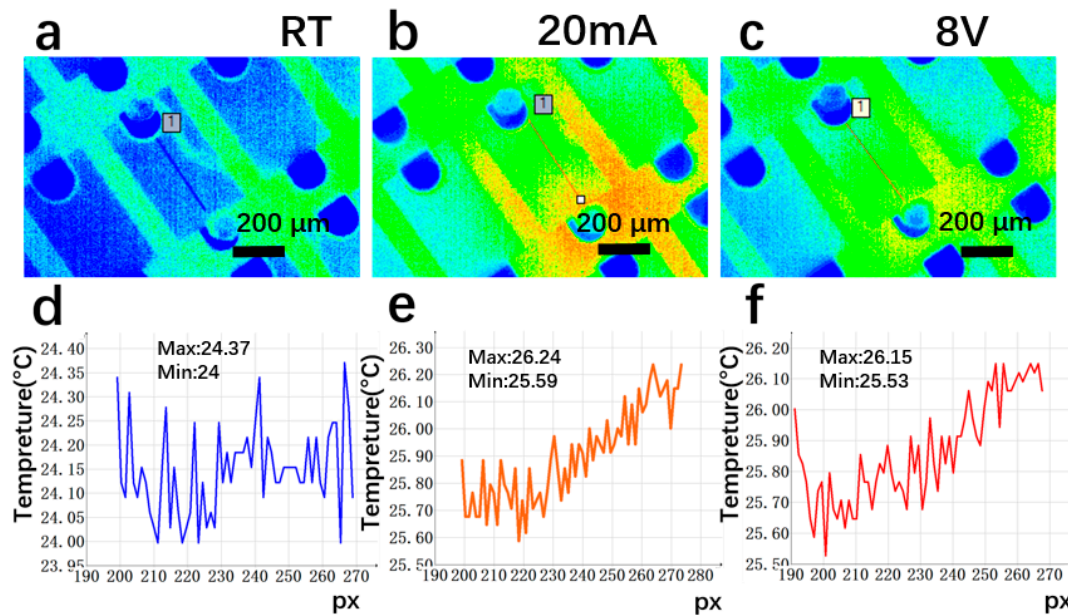 a RT b 20mA c 8V
1 1 1
200 μm 200 μm 200 μm
d e f
Tempreture(°C)
24. 40
24. 35
24. 30
24. 25
24. 20
24. 15
24. 10
24. 05
24. 00
23. 95
Max:24.37
Min:24
190 200 210 220 230 240 250 260 270
px
Tempreture(°C)
26. 30
26. 20
26. 10
26. 00
25. 90
25. 80
25. 70
25. 60
25. 50
Max:26.24
Min:25.59
190 200 210 220 230 240 250 260 270 280
px
Tempreture(°C)
26. 20
26. 10
26. 00
25. 90
25. 80
25. 70
25. 60
25. 50
Max:26.15
Min:25.53
190 200 210 220 230 240 250 260 270
px